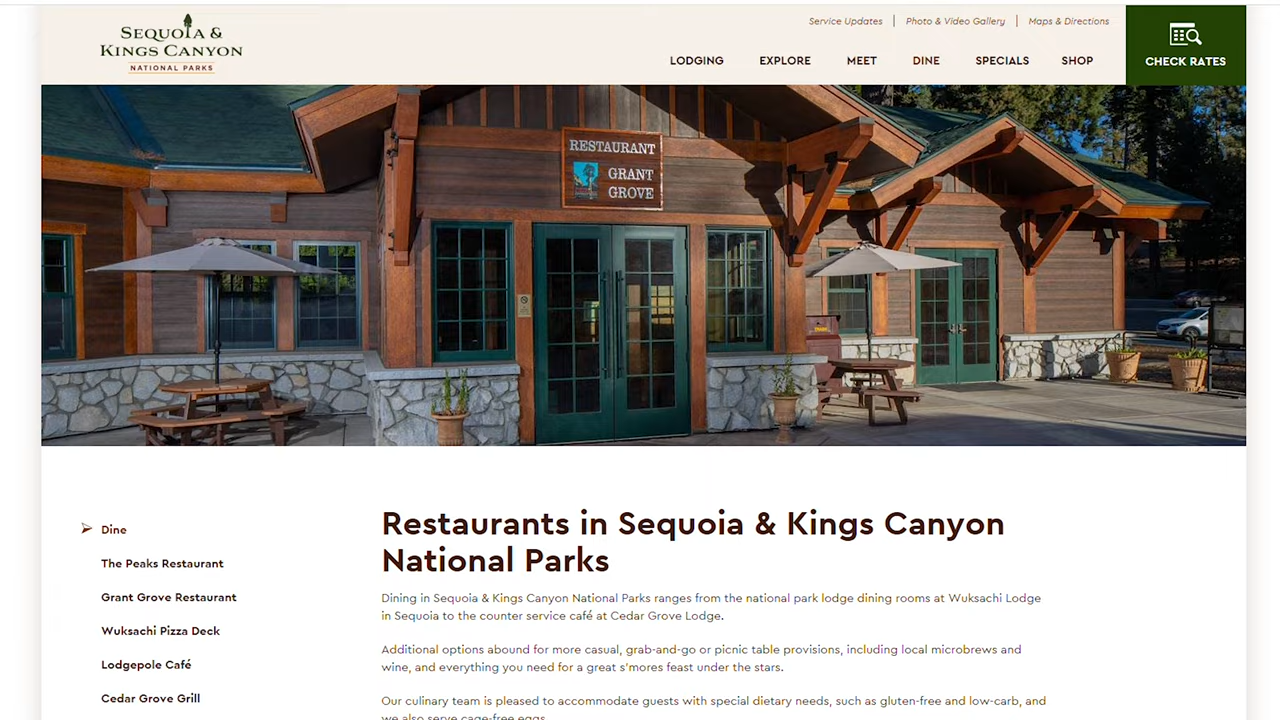 SEQUOIA &
KINGS CANYON
NATIONAL PARKS
Service Updates
Photo & Video Gallery
Maps & Directions
LODGING
EXPLORE
MEET
DINE
SPECIALS
SHOP
CHECK RATES
RESTAURANT
GRANT
GROVE
Dine
The Peaks Restaurant
Grant Grove Restaurant
Wuksachi Pizza Deck
Lodgepole Café
Cedar Grove Grill
Restaurants in Sequoia & Kings Canyon
National Parks
Dining in Sequoia & Kings Canyon National Parks ranges from the national park lodge dining rooms at Wuksachi Lodge
in Sequoia to the counter service café at Cedar Grove Lodge.
Additional options abound for more casual, grab-and-go or picnic table provisions, including local microbrews and
wine, and everything you need for a great s'mores feast under the stars.
Our culinary team is pleased to accommodate guests with special dietary needs, such as gluten-free and low-carb, and
we also serve cage-free eggs.